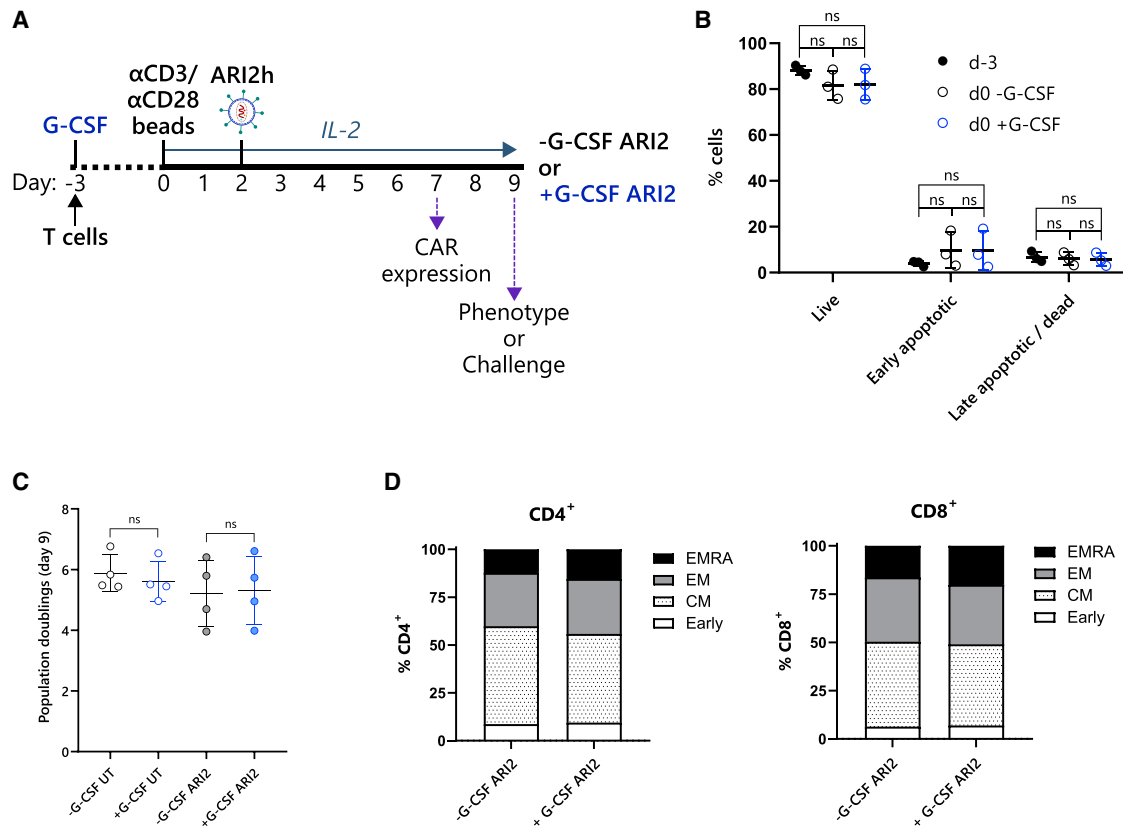 A
αCD3/
αCD28
beads
ARI2h
G-CSF
IL-2
Day: -3 0 1 2 3 4 5 6 7 8 9
T cells
-G-CSF ARI2
or
+G-CSF ARI2
CAR
expression
Phenotype
or
Challenge
B
% cells
100
80
60
40
20
0
ns
ns ns
ns
ns ns
ns
ns ns
d-3
d0 -G-CSF
d0 +G-CSF
Live
Early apoptotic
Late apoptotic / dead
C
Population doublings (day 9)
8
6
4
2
0
ns
ns
-G-CSF UT
+G-CSF UT
-G-CSF ARI2
+G-CSF ARI2
D
CD4+
% CD4+
100
75
50
25
0
EMRA
EM
CM
Early
-G-CSF ARI2
+ G-CSF ARI2
CD8+
% CD8+
100
75
50
25
0
EMRA
EM
CM
Early
-G-CSF ARI2
+ G-CSF ARI2